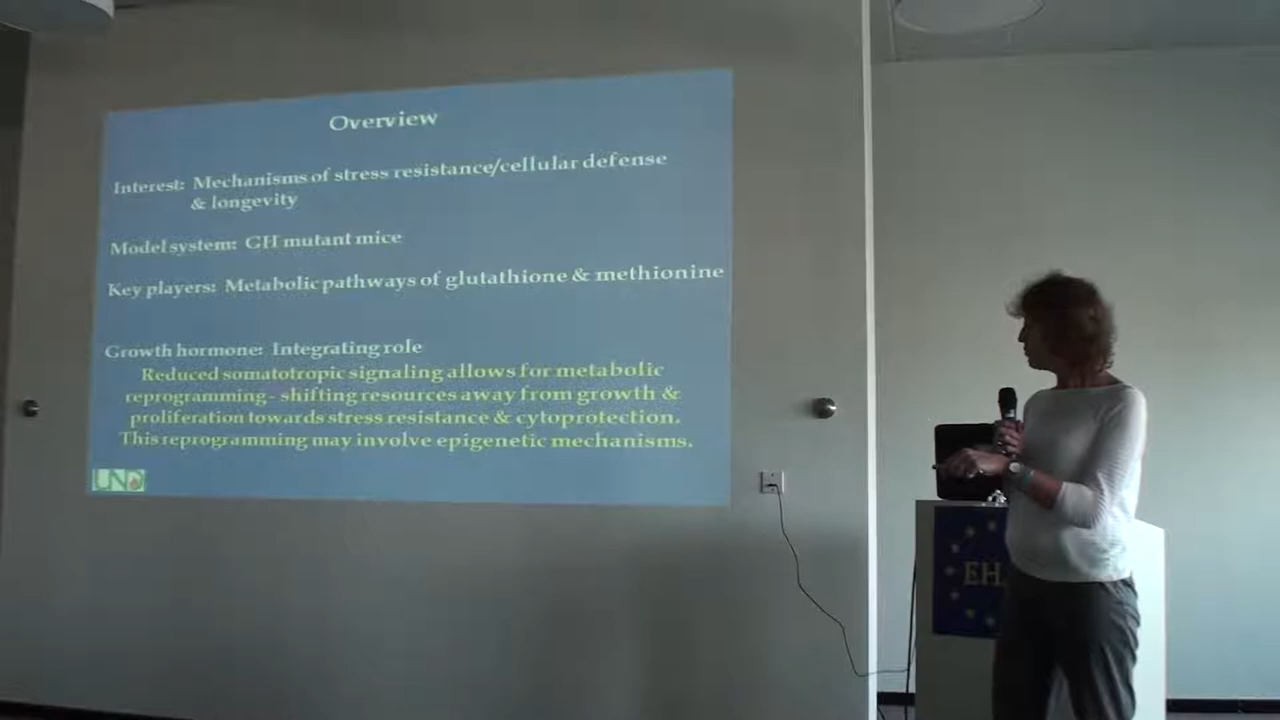 Overview
Interest: Mechanisms of stress resistance/cellular defense
& longevity
Model system: GH mutant mice
Key players: Metabolic pathways of glutathione & methionine
Growth hormone: Integrating role
Reduced somatotropic signaling allows for metabolic
reprogramming- shifting resources away from growth &
proliferation towards stress resistance & cytoprotection.
This reprogramming may involve epigenetic mechanisms.
UND
EH